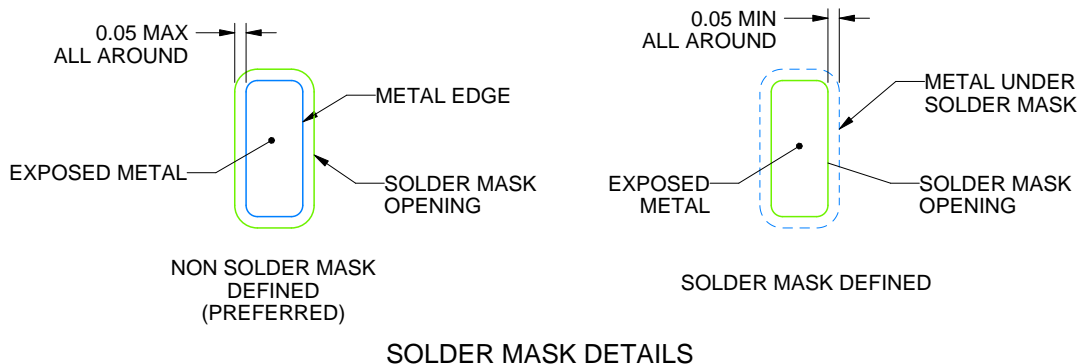 0.05 MAX
ALL AROUND
METAL EDGE
EXPOSED METAL
SOLDER MASK
OPENING
NON SOLDER MASK
DEFINED
(PREFERRED)
0.05 MIN
ALL AROUND
METAL UNDER
SOLDER MASK
EXPOSED
METAL
SOLDER MASK
OPENING
SOLDER MASK DEFINED
SOLDER MASK DETAILS